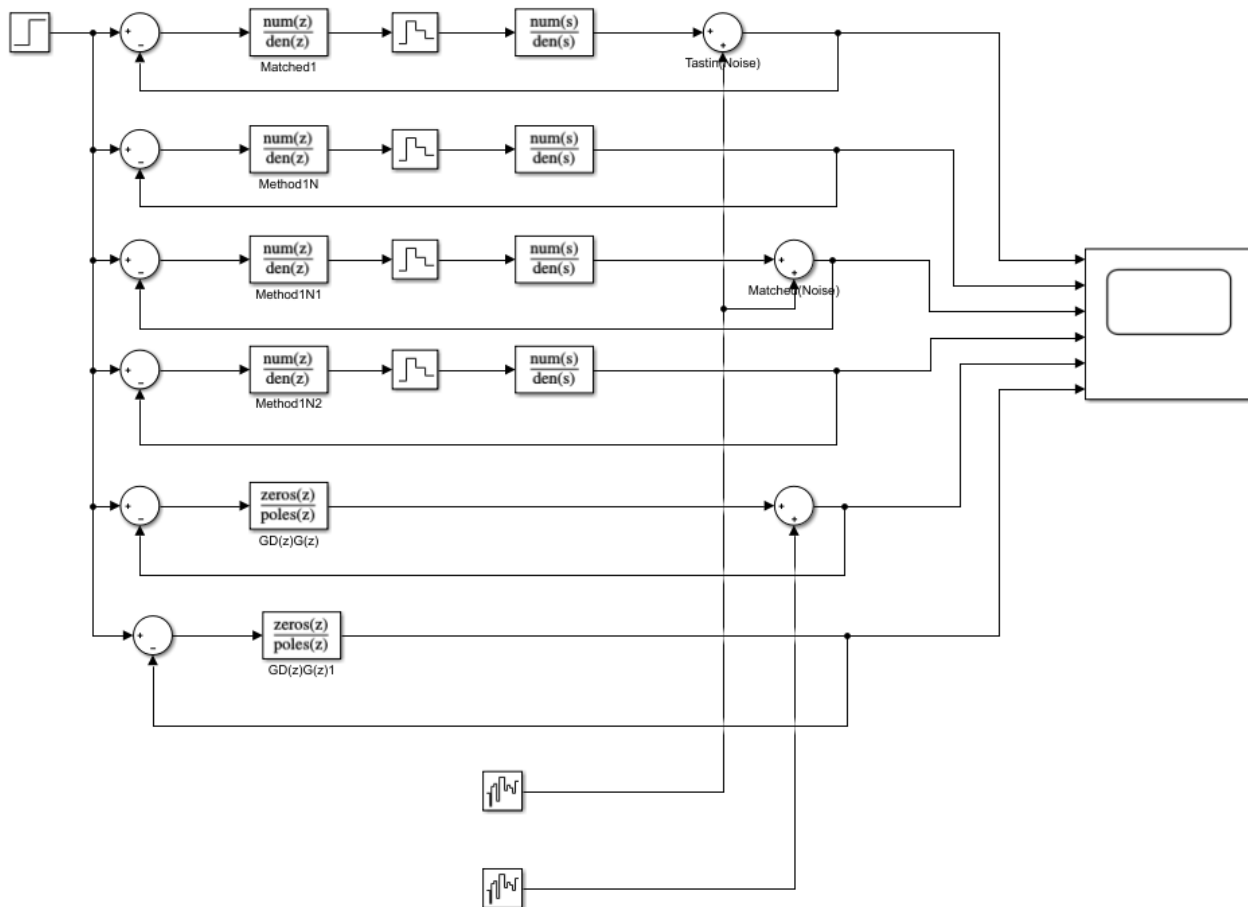 num(z)
den(z)
Matched1
num(s)
den(s)
+
-
+
+
Tastin(Noise)
num(z)
den(z)
Method1N
num(s)
den(s)
+
-
num(z)
den(z)
Method1N1
num(s)
den(s)
+
-
+
+
Matched(Noise)
num(z)
den(z)
Method1N2
num(s)
den(s)
+
-
zeros(z)
poles(z)
GD(z)G(z)
+
-
+
+
zeros(z)
poles(z)
GD(z)G(z)1
+
-